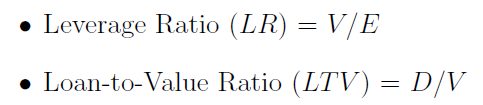 • Leverage Ratio (LR) = V/E
• Loan-to-Value Ratio (LTV) = D/V